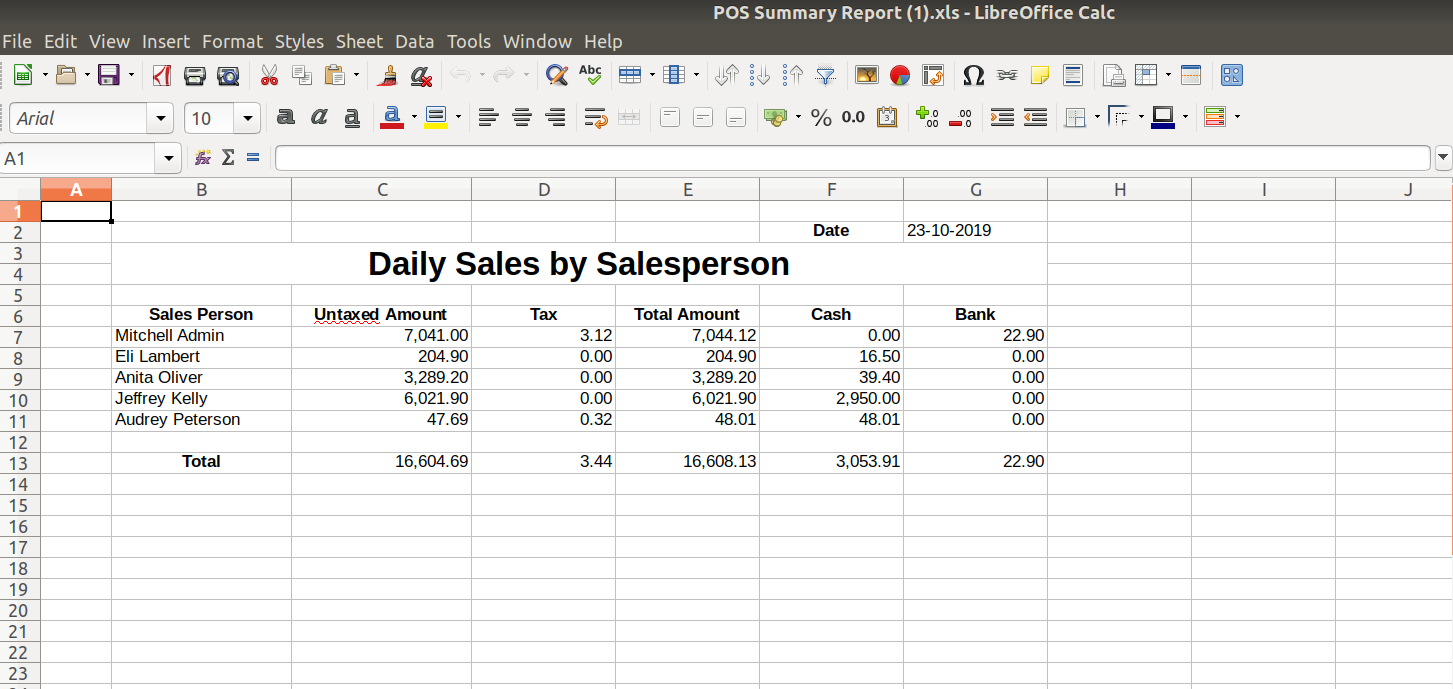 POS Summary Report (1).xls - LibreOffice Calc
File Edit View Insert Format Styles Sheet Data Tools Window Help
Abc
Arial 10 a a a a % 0.0
A1
A B C D E F G H I J
1
2 Date 23-10-2019
3 Daily Sales by Salesperson
4
5
6 Sales Person Untaxed Amount Tax Total Amount Cash Bank
7 Mitchell Admin 7,041.00 3.12 7,044.12 0.00 22.90
8 Eli Lambert 204.90 0.00 204.90 16.50 0.00
9 Anita Oliver 3,289.20 0.00 3,289.20 39.40 0.00
10 Jeffrey Kelly 6,021.90 0.00 6,021.90 2,950.00 0.00
11 Audrey Peterson 47.69 0.32 48.01 48.01 0.00
12
13 Total 16,604.69 3.44 16,608.13 3,053.91 22.90
14
15
16
17
18
19
20
21
22
23